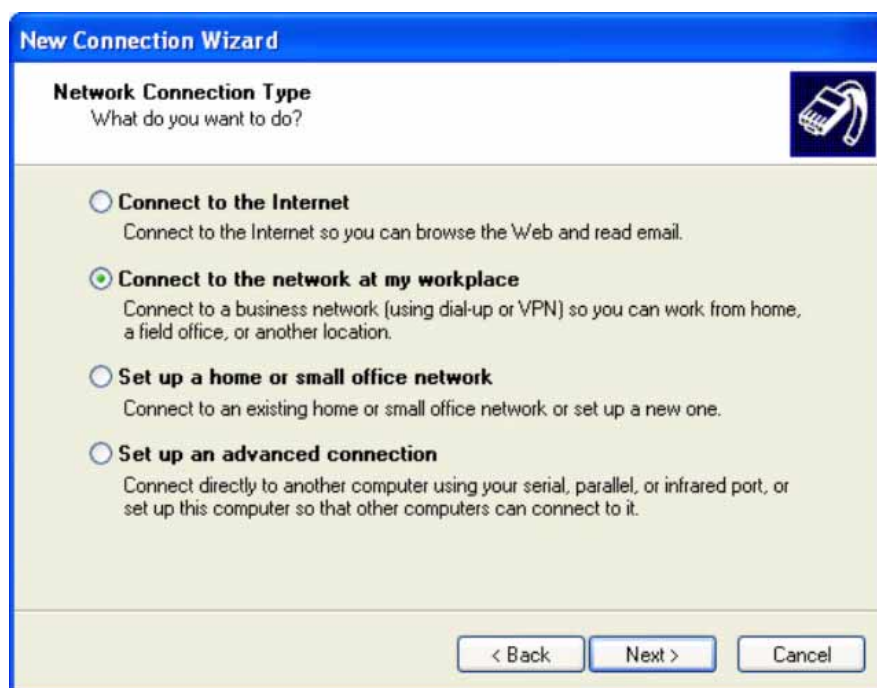 New Connection Wizard
Network Connection Type
What do you want to do?
Connect to the Internet
Connect to the Internet so you can browse the Web and read email.
Connect to the network at my workplace
Connect to a business network (using dial-up or VPN) so you can work from home,
a field office, or another location.
Set up a home or small office network
Connect to an existing home or small office network or set up a new one.
Set up an advanced connection
Connect directly to another computer using your serial, parallel, or infrared port, or
set up this computer so that other computers can connect to it.
< Back Next > Cancel